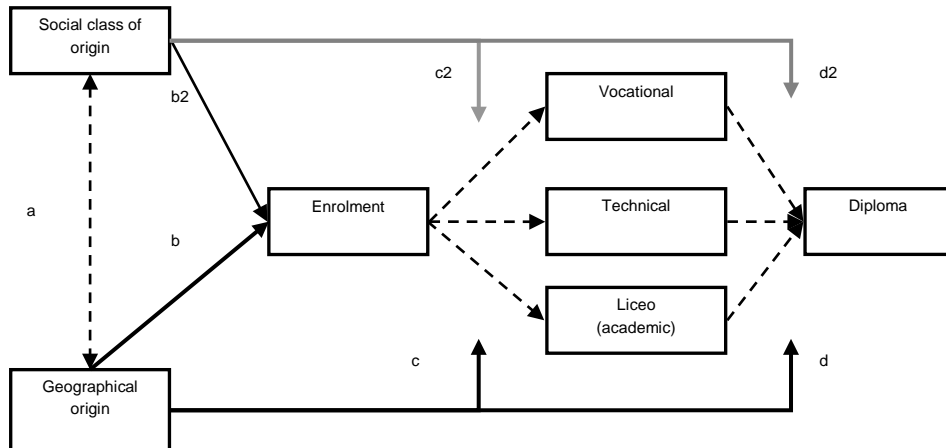 Social class of
origin
c2
d2
Vocational
b2
a
Enrolment
Technical
Diploma
b
Liceo
(academic)
c
d
Geographical
origin